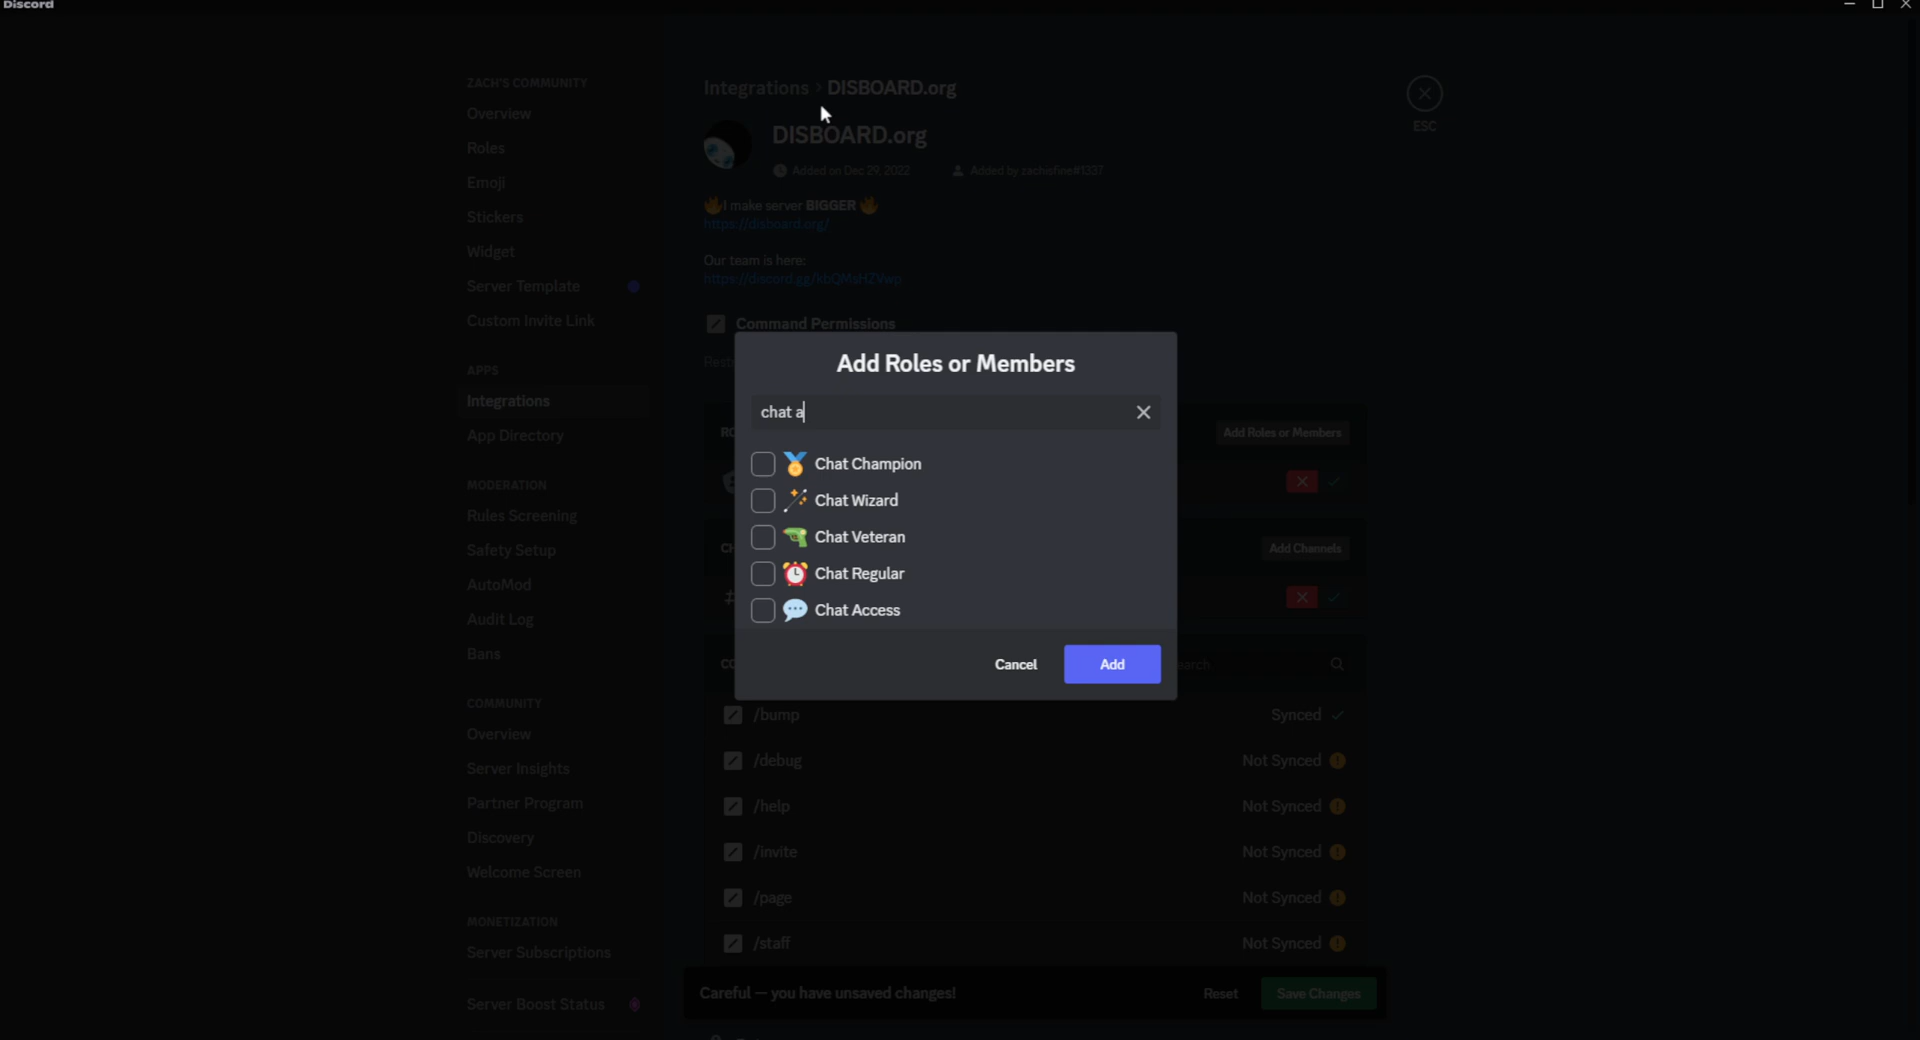 Discord
ZACH'S COMMUNITY
Overview
Roles
Emoji
Stickers
Widget
Server Template
Custom Invite Link
APPS
Integrations
App Directory
MODERATION
Rules Screening
Safety Setup
AutoMod
Audit Log
Bans
COMMUNITY
Overview
Server Insights
Partner Program
Discovery
Welcome Screen
MONETIZATION
Server Subscriptions
Server Boost Status
Integrations › DISBOARD.org
DISBOARD.org
Added on Dec 29, 2022 Added by zachisfine#1337
I make server BIGGER
https://disboard.org/
Our team is here:
https://discord.gg/kbQMsHZVwp
ESC
Command Permissions
Add Roles or Members
chat a
Chat Champion
Chat Wizard
Chat Veteran
Chat Regular
Chat Access
Cancel Add
Add Roles or Members
Add Channels
/bump Synced
/debug Not Synced
/help Not Synced
/invite Not Synced
/page Not Synced
/staff Not Synced
Careful — you have unsaved changes! Reset Save Changes